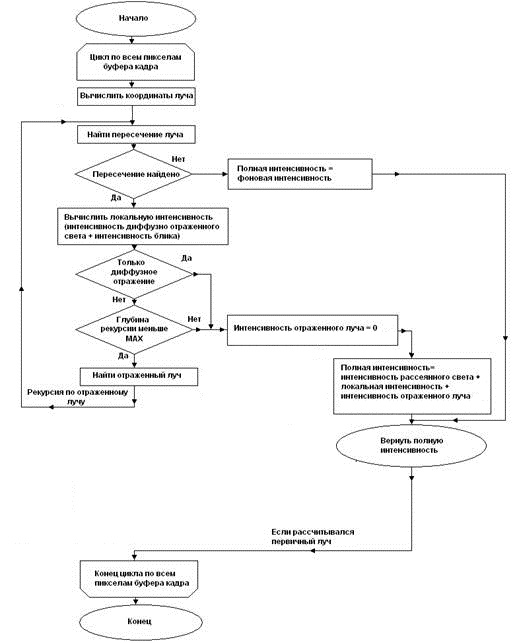 Начало
Цикл по всем пикселам
буфера кадра
Вычислить координаты луча
Найти пересечение луча
Нет
Пересечение найдено
Полная интенсивность =
фоновая интенсивность
Да
Вычислить локальную интенсивность
(интенсивность диффузно отраженного
света + интенсивность блика)
Только
диффузное
отражение
Да
Нет
Глубина
рекурсии меньше
MAX
Нет
Интенсивность отраженного луча = 0
Да
Найти отраженный луч
Полная интенсивность=
интенсивность рассеянного света +
локальная интенсивность +
интенсивность отраженного луча
Рекурсия по отраженному
лучу
Вернуть полную
интенсивность
Если рассчитывался
первичный луч
Конец цикла по всем
пикселам буфера кадра
Конец